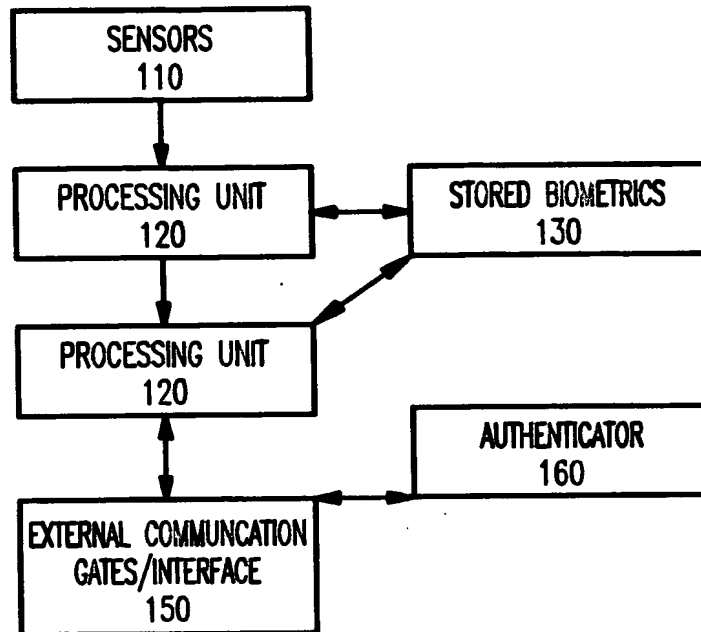 SENSORS
110
PROCESSING UNIT
120
STORED BIOMETRICS
130
PROCESSING UNIT
120
AUTHENTICATOR
160
EXTERNAL COMMUNCATION
GATES/INTERFACE
150